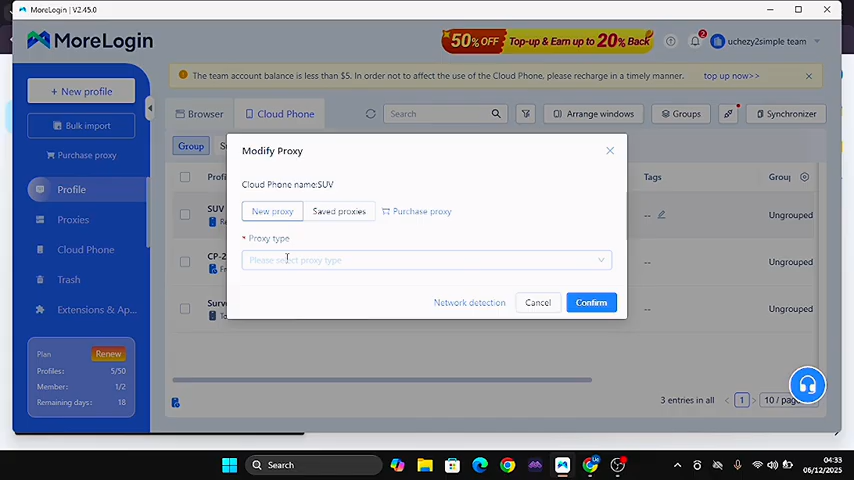 MoreLogin V2.45.0
MoreLogin
50% OFF Top-up & Earn up to 20% Back
2
uchezy2simple team
+ New profile
Bulk import
Purchase proxy
Profile
Proxies
Cloud Phone
Trash
Extensions & Ap...
Plan Renew
Profiles: 5/50
Member: 1/2
Remaining days: 18
The team account balance is less than $5. In order not to affect the use of the Cloud Phone, please recharge in a timely manner. top up now>>
Browser Cloud Phone Search Arrange windows Groups Synchronizer
Group
Tags
SUV -- Ungrouped
CP-2 -- Ungrouped
-- Ungrouped
3 entries in all 1
Modify Proxy
Cloud Phone name:SUV
New proxy Saved proxies Purchase proxy
* Proxy type
Please select proxy type
Network detection Cancel Confirm
Search
04:33
06/12/2025